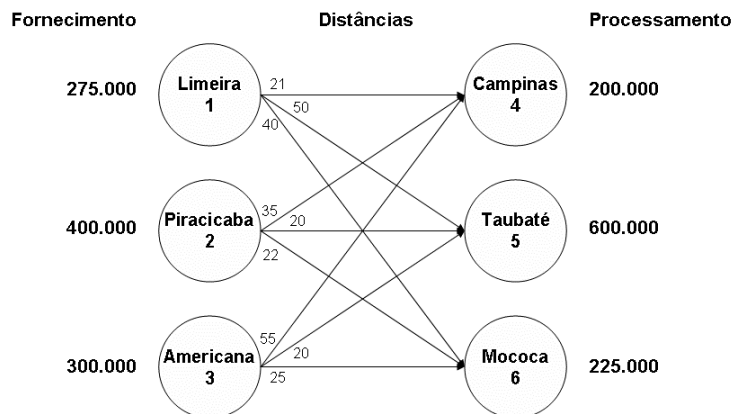 Fornecimento Distâncias Processamento
275.000 Limeira 1 21 50 40 Campinas 4 200.000
400.000 Piracicaba 2 35 20 22 Taubaté 5 600.000
300.000 Americana 3 55 20 25 Mococa 6 225.000